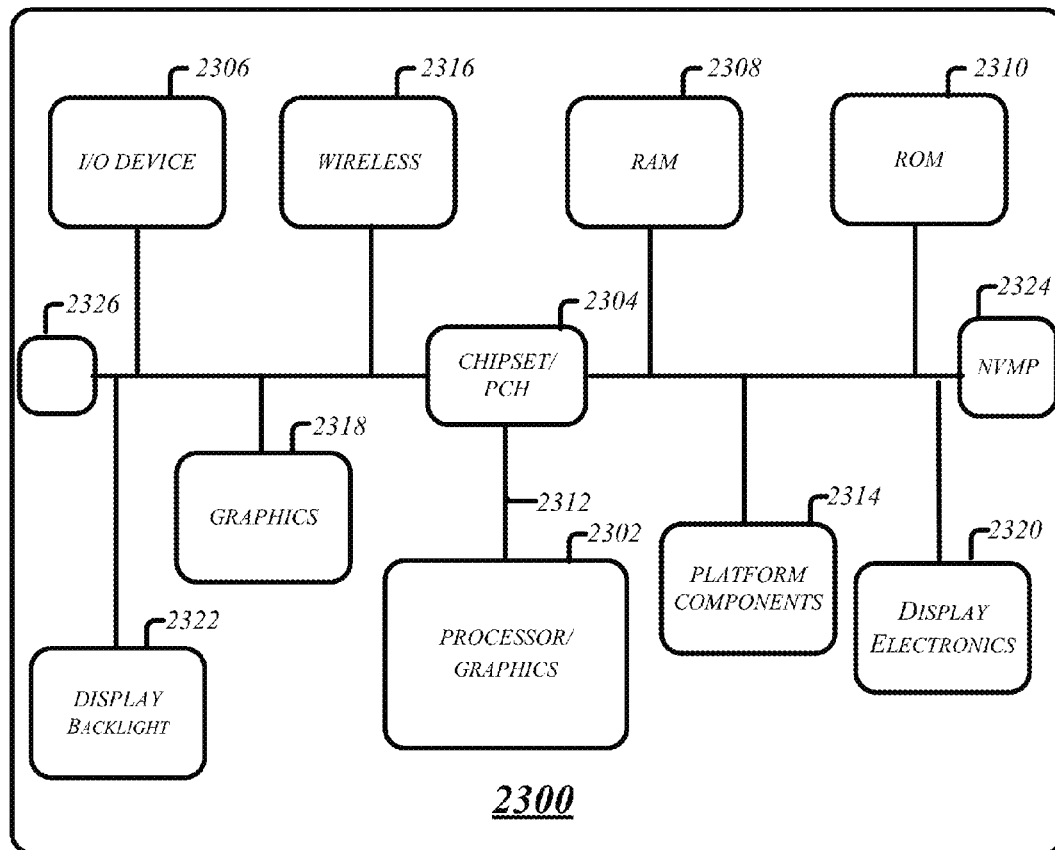 2306
2316
2308
2310
I/O DEVICE
WIRELESS
RAM
ROM
2326
2304
2324
CHIPSET/
PCH
NVMP
2318
GRAPHICS
2312
2302
2314
2320
PROCESSOR/
GRAPHICS
PLATFORM
COMPONENTS
DISPLAY
ELECTRONICS
2322
DISPLAY
BACKLIGHT
2300